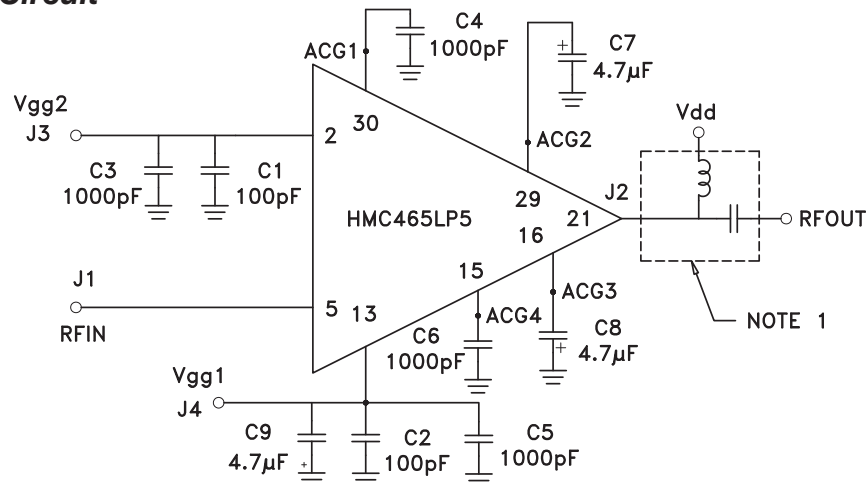 Circuit
C4
1000pF
ACG1
C7
4.7µF
Vgg2
J3
C3
1000pF
C1
100pF
2
30
ACG2
Vdd
29
J2
HMC465LP5
16
21
RFOUT
J1
RFIN
5
13
15
ACG3
ACG4
C6
1000pF
C8
4.7µF
NOTE 1
Vgg1
J4
C9
4.7µF
C2
100pF
C5
1000pF